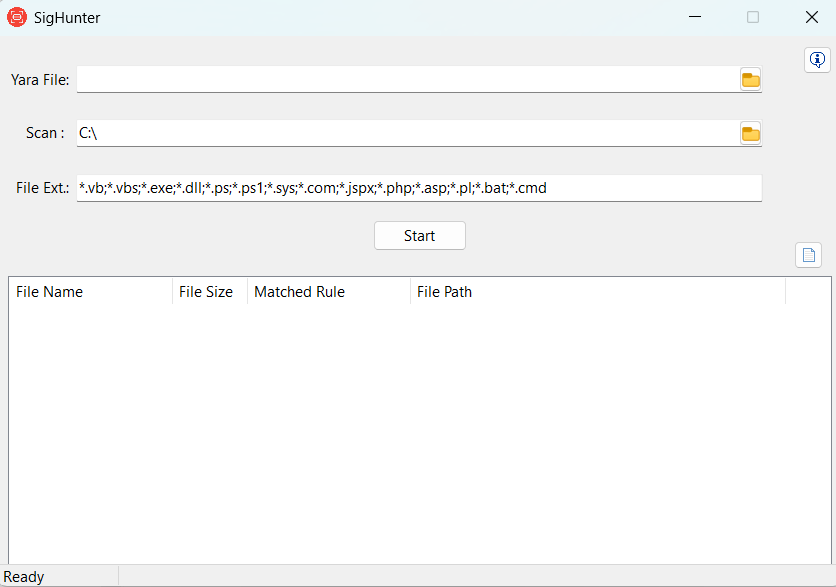 SigHunter
Yara File:
Scan : C:\
File Ext.: *.vb;*.vbs;*.exe;*.dll;*.ps;*.ps1;*.sys;*.com;*.jspx;*.php;*.asp;*.pl;*.bat;*.cmd
Start
File Name File Size Matched Rule File Path
Ready